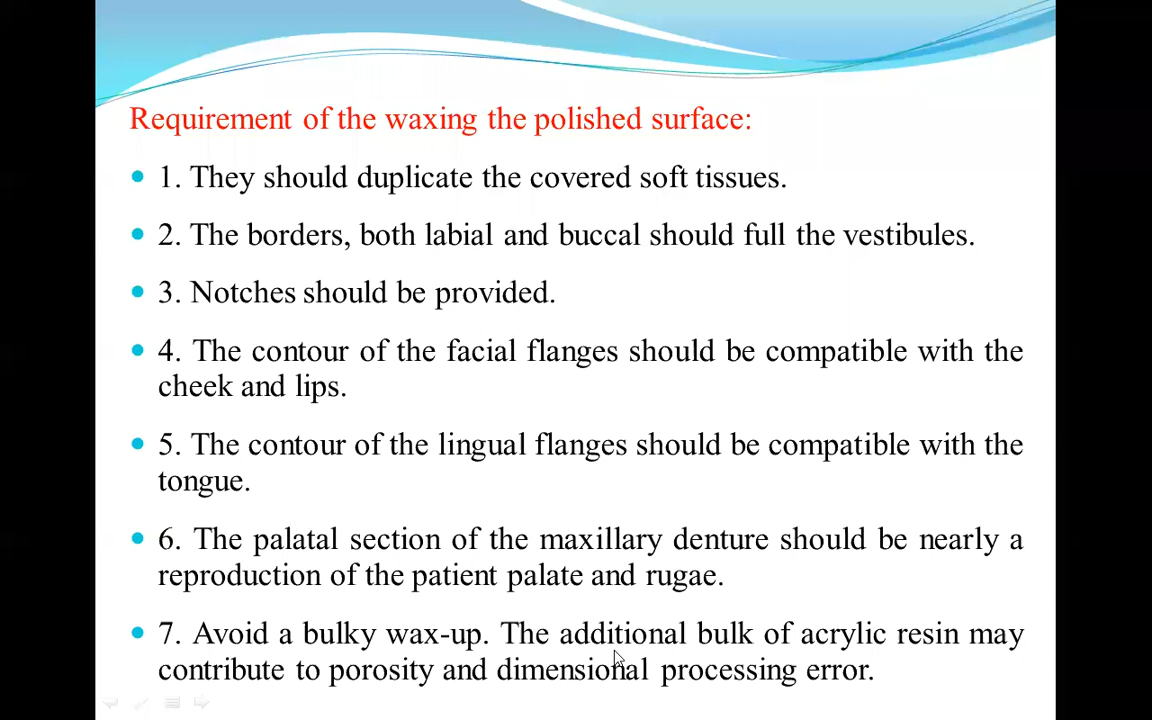 Requirement of the waxing the polished surface:
1. They should duplicate the covered soft tissues.
2. The borders, both labial and buccal should full the vestibules.
3. Notches should be provided.
4. The contour of the facial flanges should be compatible with the
cheek and lips.
5. The contour of the lingual flanges should be compatible with the
tongue.
6. The palatal section of the maxillary denture should be nearly a
reproduction of the patient palate and rugae.
7. Avoid a bulky wax-up. The additional bulk of acrylic resin may
contribute to porosity and dimensional processing error.